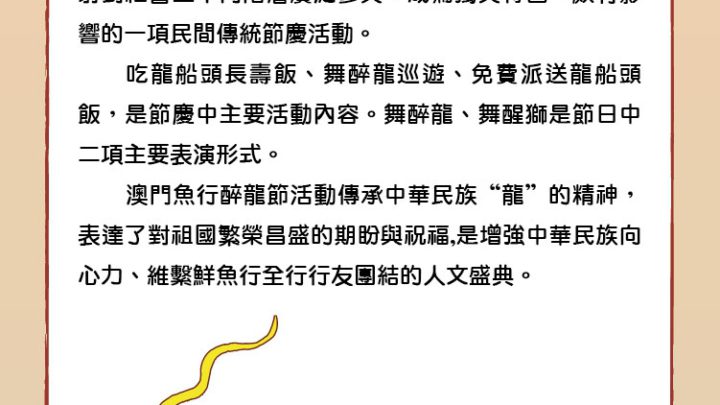 響的一項民間傳統節慶活動。
吃龍船頭長壽飯、舞醉龍巡遊、免費派送龍船頭
飯，是節慶中主要活動內容。舞醉龍、舞醒獅是節日中
二項主要表演形式。
澳門魚行醉龍節活動傳承中華民族“龍”的精神，
表達了對祖國繁榮昌盛的期盼與祝福,是增強中華民族向
心力、維繫鮮魚行全行行友團結的人文盛典。